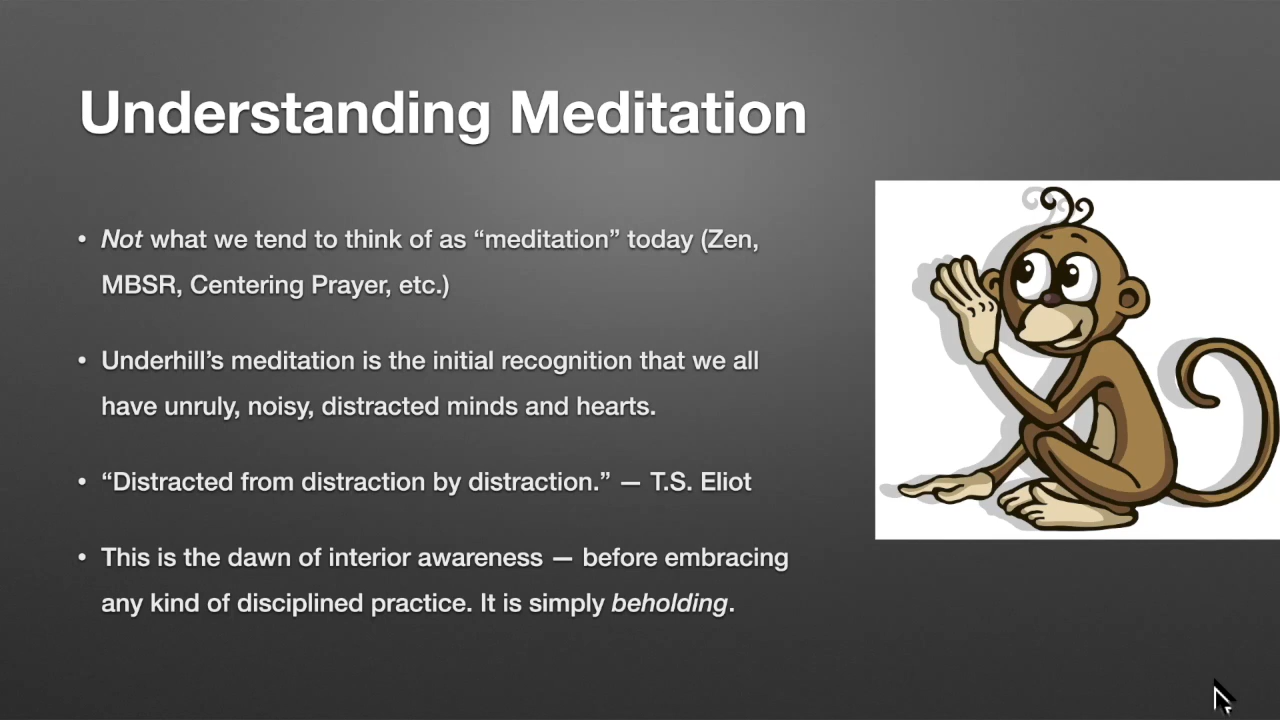 Understanding Meditation
• Not what we tend to think of as “meditation” today (Zen,
MBSR, Centering Prayer, etc.)
• Underhill’s meditation is the initial recognition that we all
have unruly, noisy, distracted minds and hearts.
• “Distracted from distraction by distraction.” — T.S. Eliot
• This is the dawn of interior awareness — before embracing
any kind of disciplined practice. It is simply beholding.